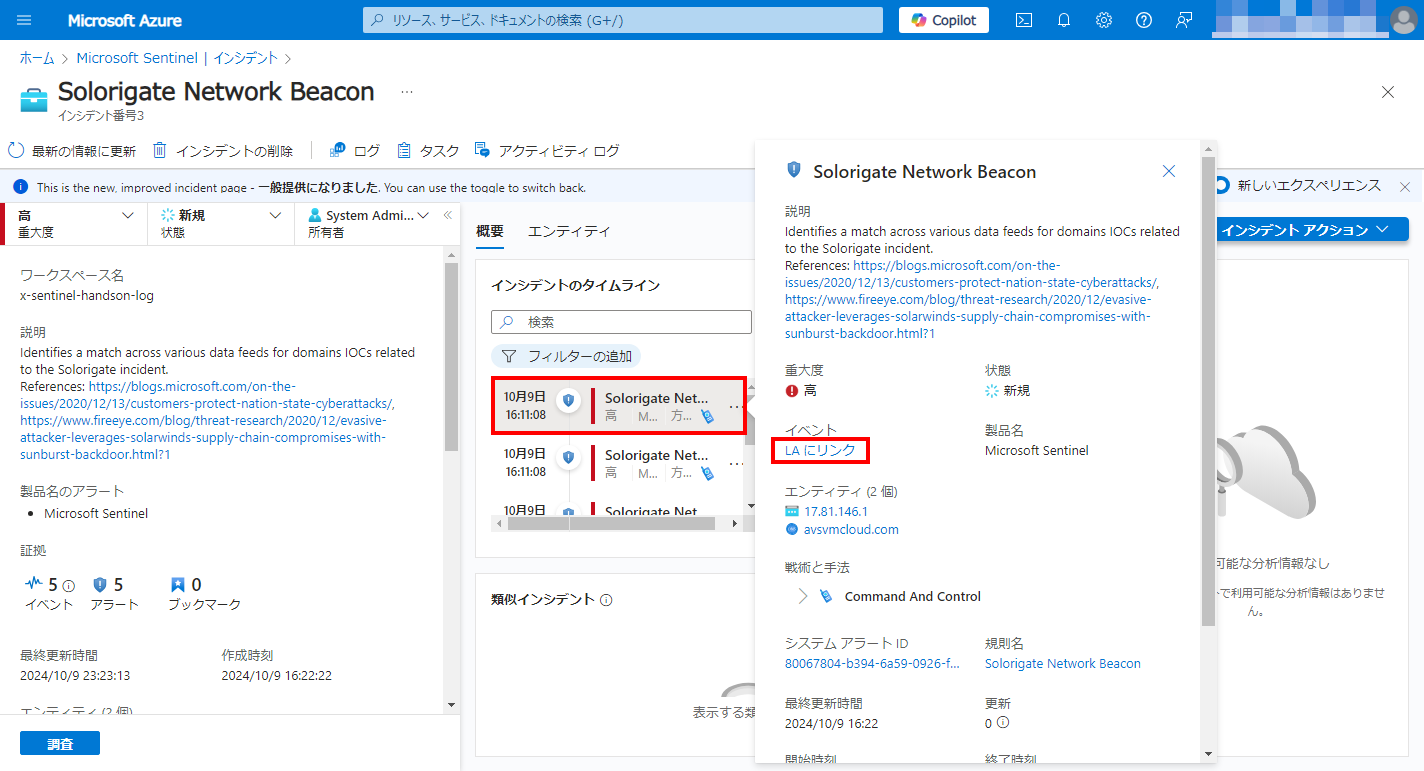 Microsoft Azure
リソース、サービス、ドキュメントの検索 (G+/)
Copilot
ホーム
Microsoft Sentinel | インシデント
Solorigate Network Beacon
...
インシデント番号3
最新の情報に更新
インシデントの削除
ログ
タスク
アクティビティ ログ
This is the new, improved incident page - 一般提供になりました. You can use the toggle to switch back.
新しいエクスペリエンス
高
重大度
新規
状態
System Admi...
所有者
ワークスペース名
x-sentinel-handson-log
説明
Identifies a match across various data feeds for domains IOCs related
to the Solorigate incident.
References: https://blogs.microsoft.com/on-the-
issues/2020/12/13/customers-protect-nation-state-cyberattacks/,
https://www.fireeye.com/blog/threat-research/2020/12/evasive-
attacker-leverages-solarwinds-supply-chain-compromises-with-
sunburst-backdoor.html?1
製品名のアラート
• Microsoft Sentinel
証拠
5
イベント
5
アラート
0
ブックマーク
最終更新時間
2024/10/9 23:23:13
作成時刻
2024/10/9 16:22:22
エンティティ (2 個)
調査
概要
エンティティ
インシデントのタイムライン
検索
フィルターの追加
10月9日
16:11:08
Solorigate Net...
高
M...
方...
...
10月9日
16:11:08
Solorigate Net...
高
M...
方...
...
10月9日
Solorigate Net
類似インシデント
表示する類
Solorigate Network Beacon
説明
Identifies a match across various data feeds for domains IOCs related
to the Solorigate incident.
References: https://blogs.microsoft.com/on-the-
issues/2020/12/13/customers-protect-nation-state-cyberattacks/,
https://www.fireeye.com/blog/threat-research/2020/12/evasive-
attacker-leverages-solarwinds-supply-chain-compromises-with-
sunburst-backdoor.html?1
重大度
高
状態
新規
イベント
LA にリンク
製品名
Microsoft Sentinel
エンティティ (2 個)
17.81.146.1
avsvmcloud.com
戦術と手法
Command And Control
システム アラート ID
80067804-b394-6a59-0926-f...
規則名
Solorigate Network Beacon
最終更新時間
2024/10/9 16:22
更新
0
開始時刻
終了時刻
インシデント アクション
可能な分析情報なし
で利用可能な分析情報はありませ
ん。